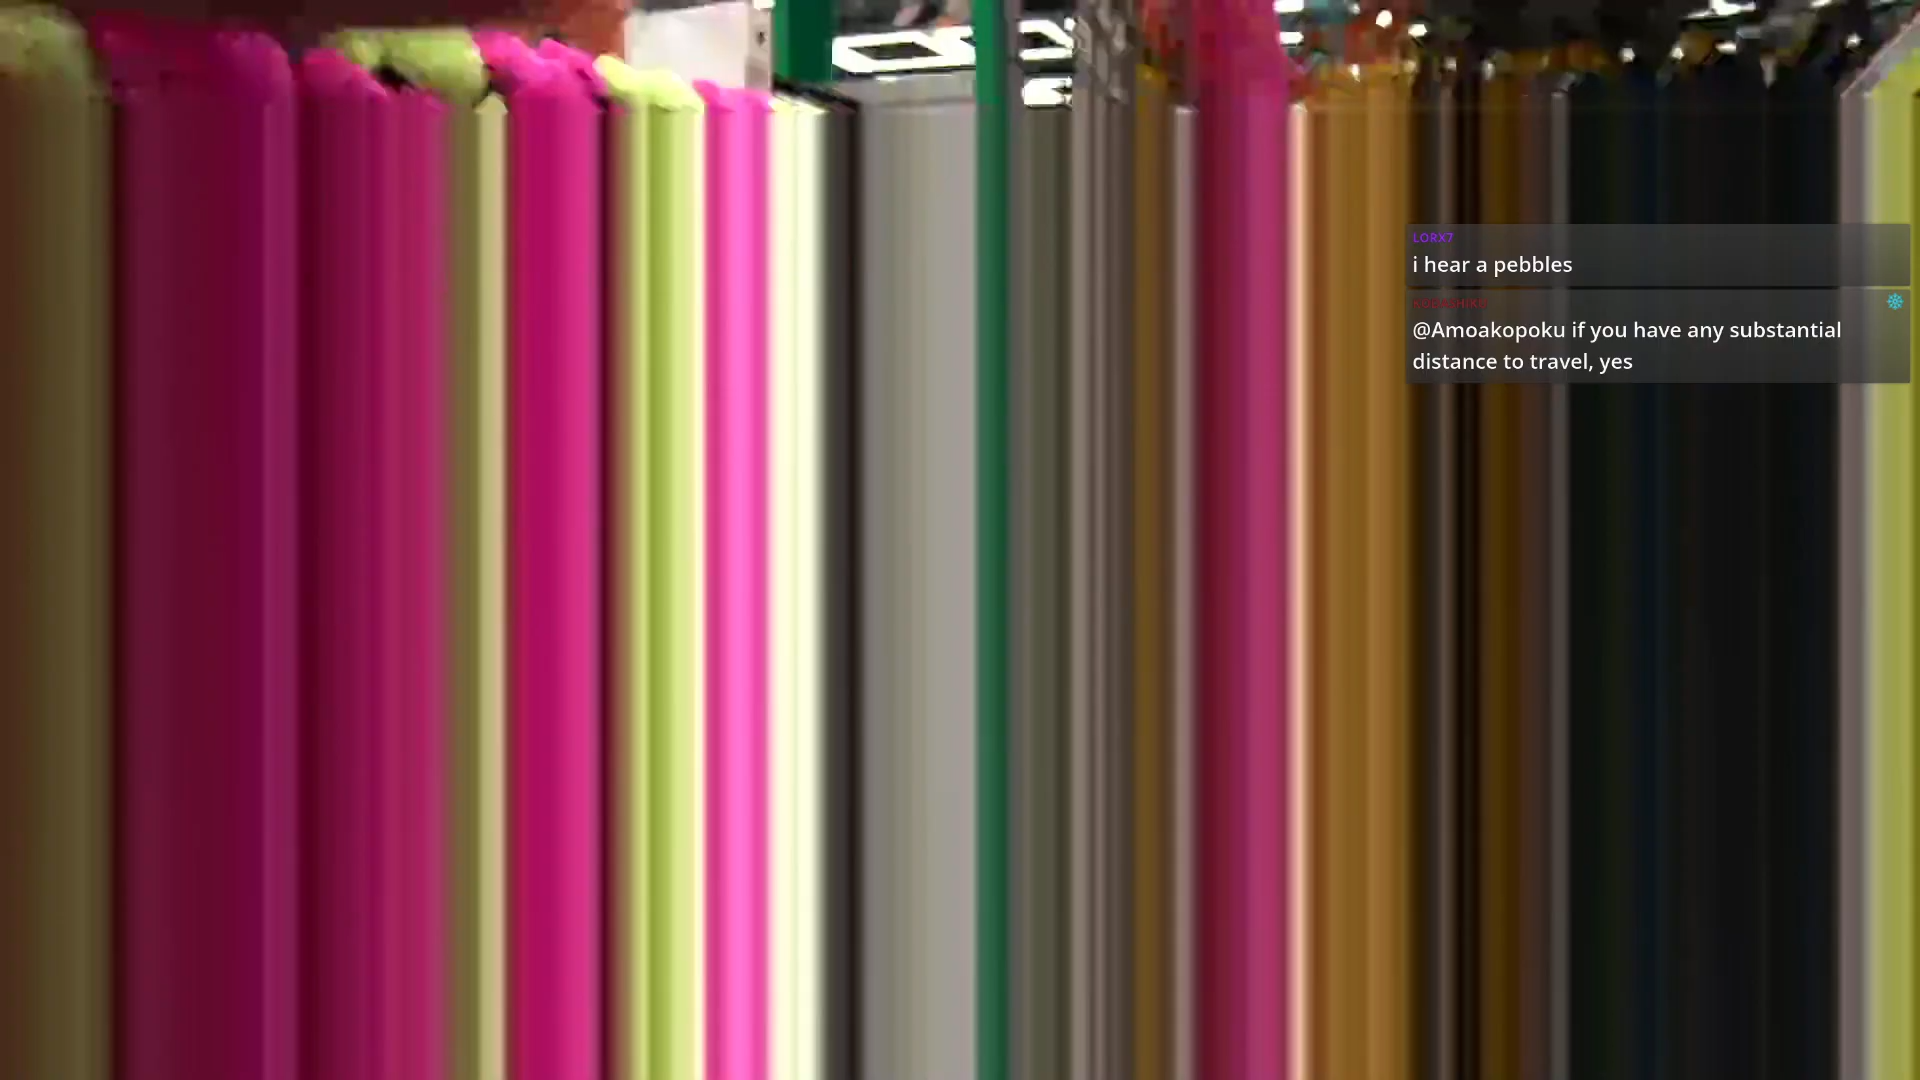 LORX7
i hear a pebbles
@Amoakopoku if you have any substantial
distance to travel, yes